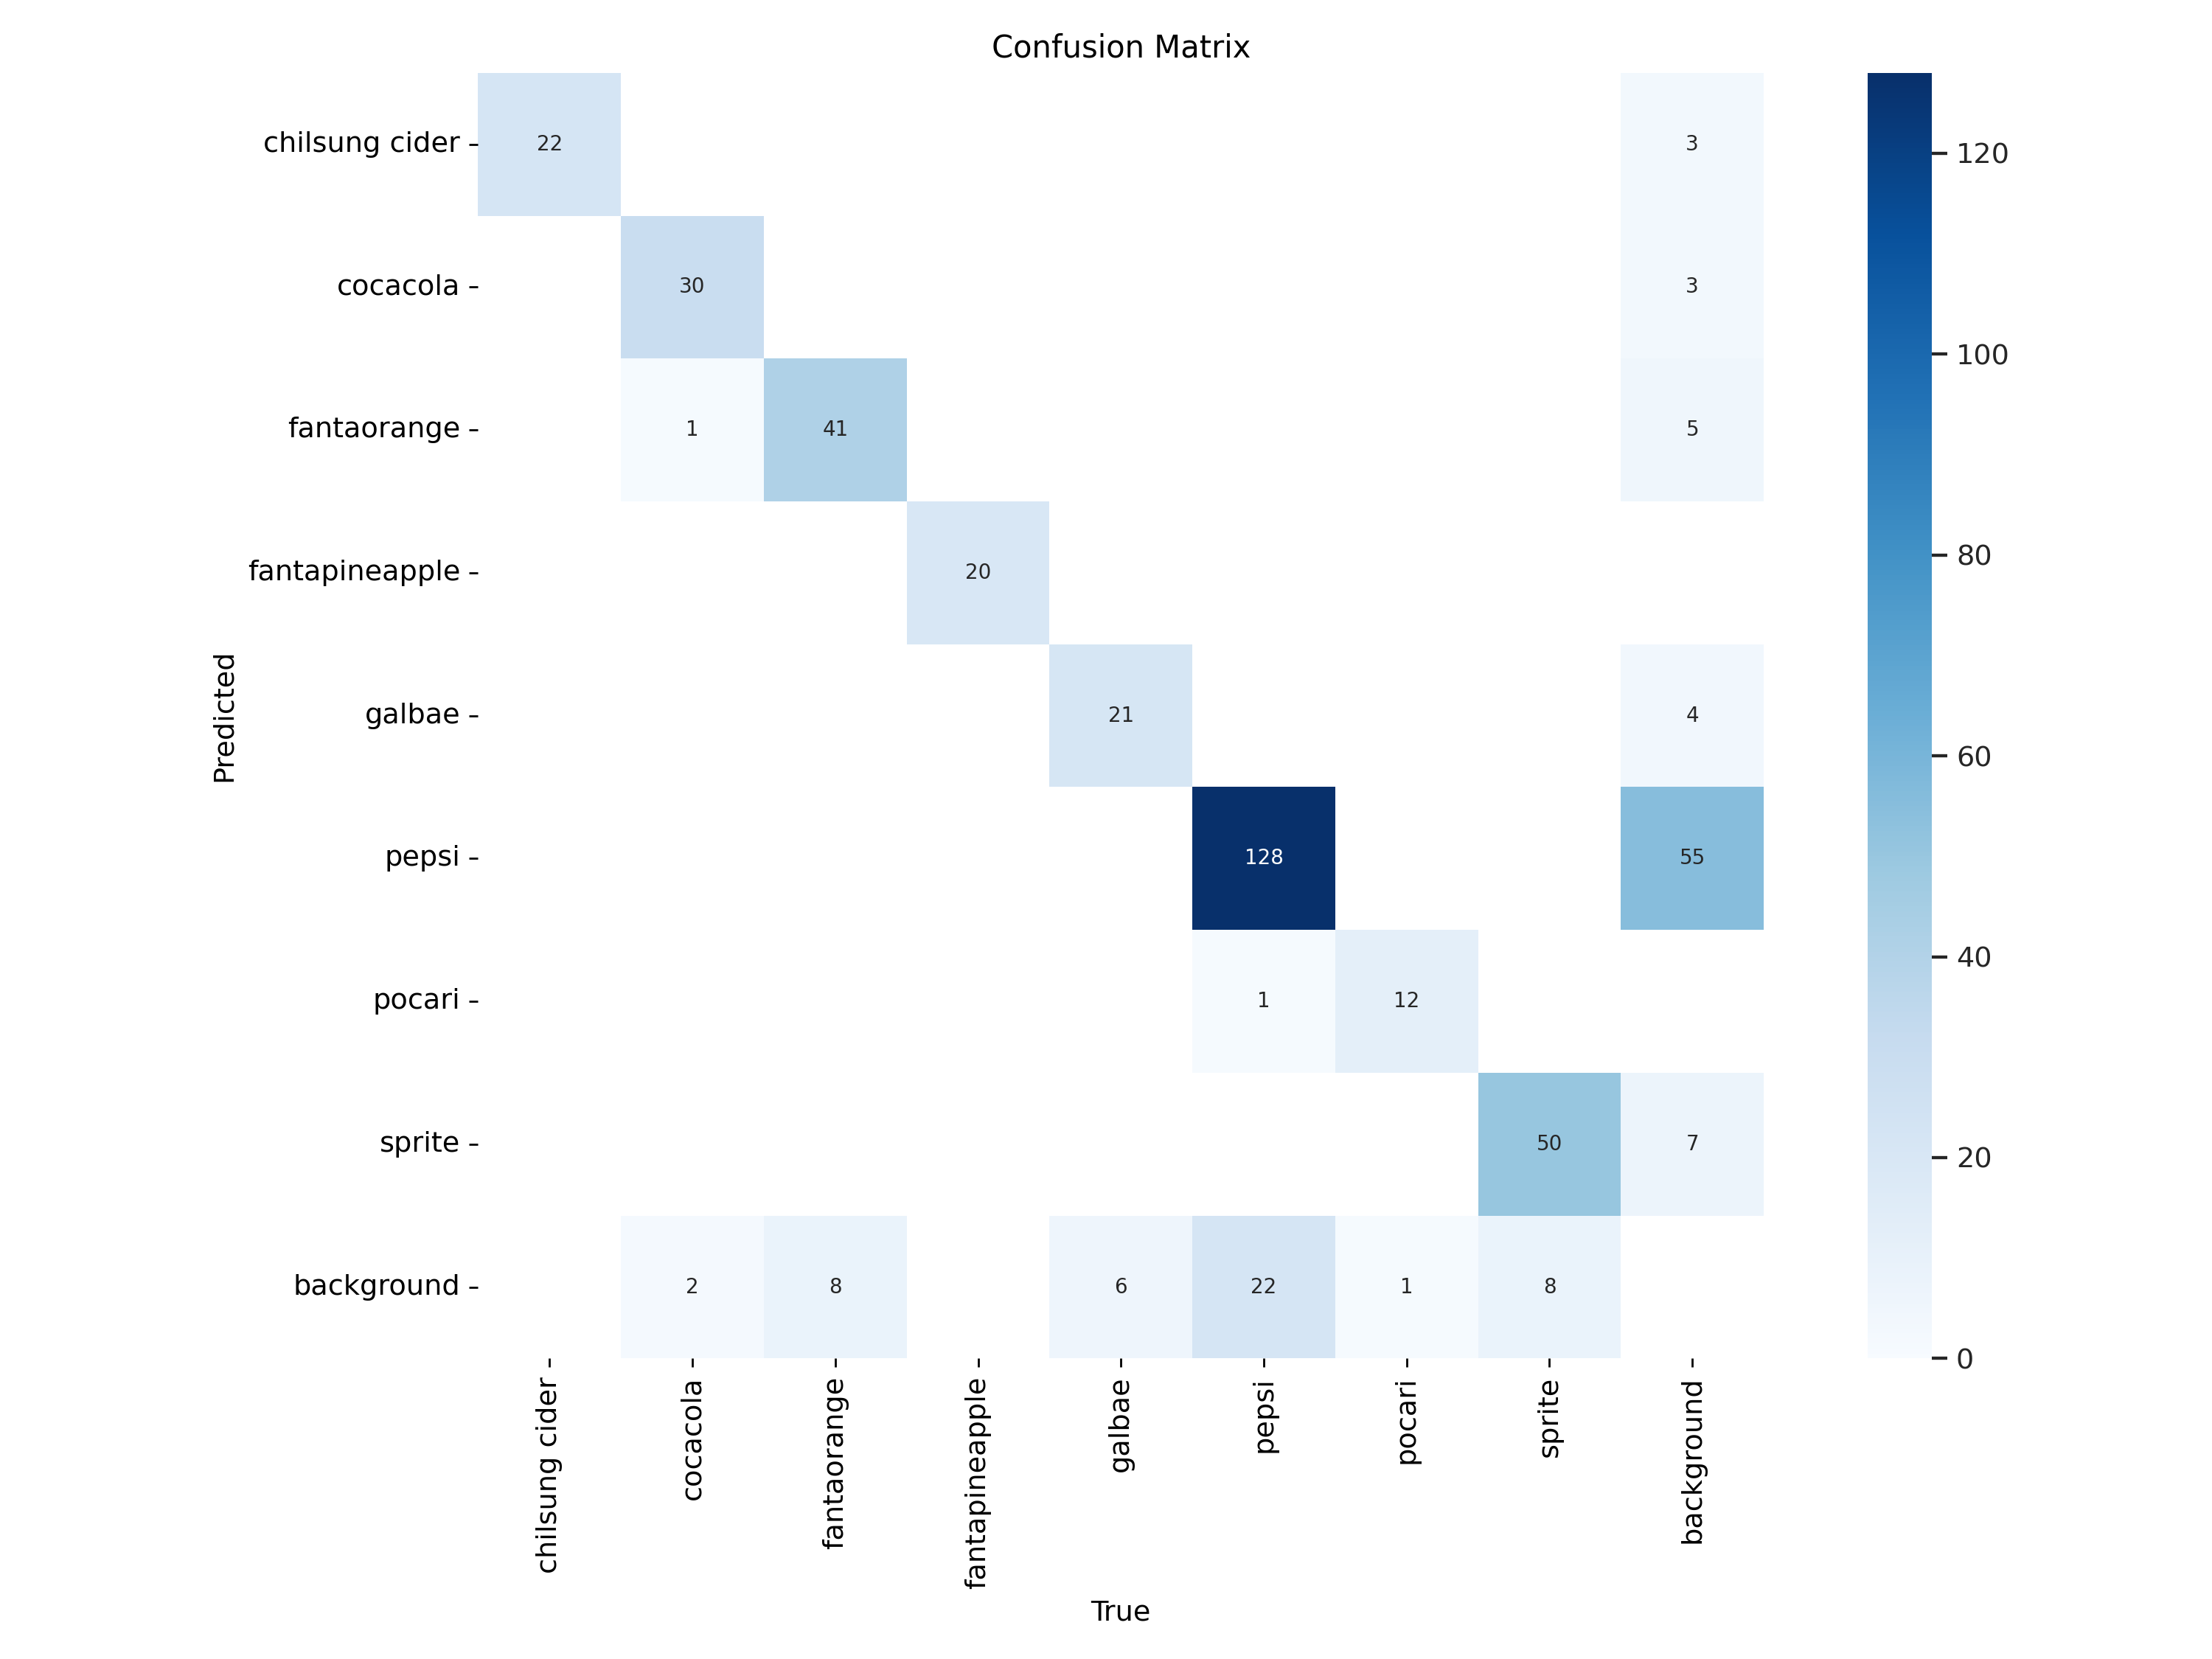 Confusion Matrix
chilsung cider
22
3
120
cocacola
30
3
100
fantaorange
1
41
5
80
fantapineapple
20
Predicted
galbae
21
4
60
pepsi
128
55
40
pocari
1
12
sprite
50
7
20
background
2
8
6
22
1
8
0
chilsung cider
cocacola
fantaorange
fantapineapple
galbae
pepsi
pocari
sprite
background
True